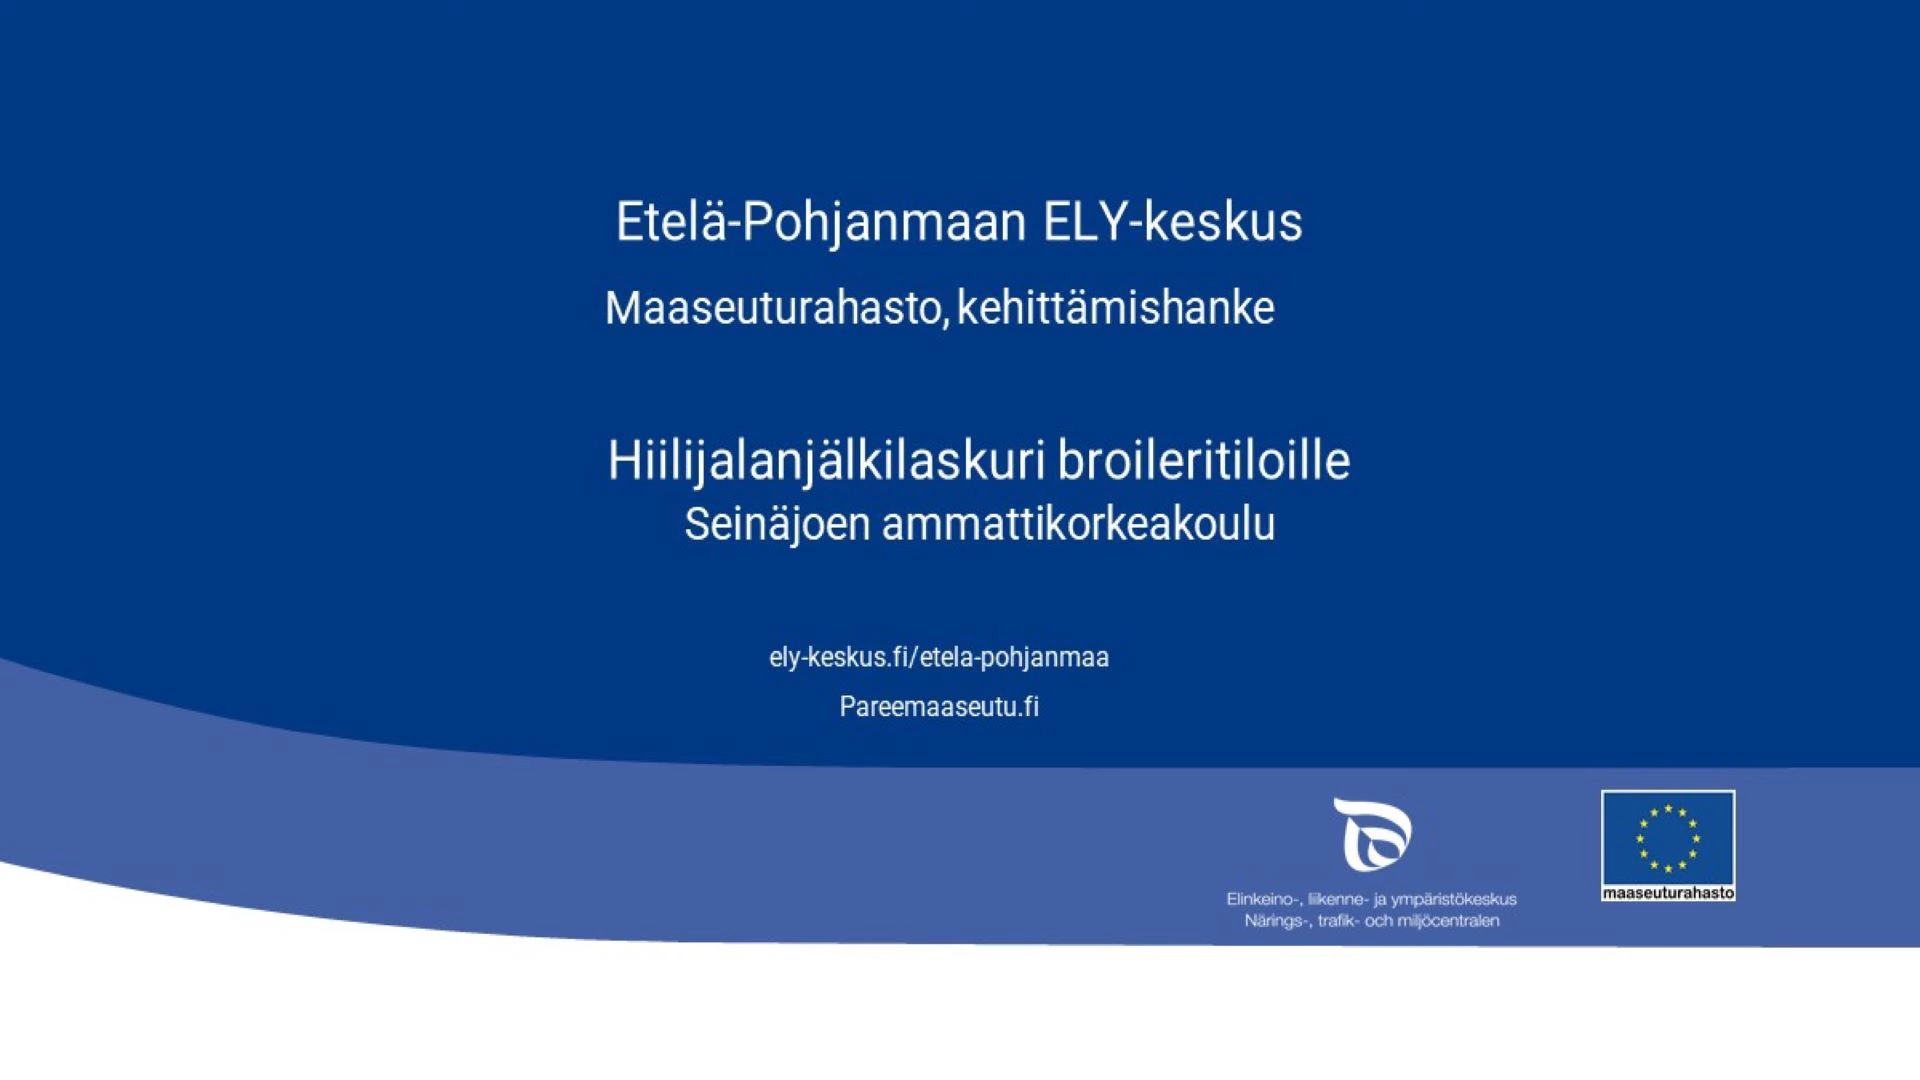 Etelä-Pohjanmaan ELY-keskus
Maaseuturahasto, kehittämishanke
Hiilijalanjälkilaskuri broileritiloille
Seinäjoen ammattikorkeakoulu
ely-keskus.fi/etela-pohjanmaa
Pareemaaseutu.fi
Elinkeino-, liikenne- ja ympäristökeskus
Närings-, trafik- och miljöcentralen
maaseuturahasto